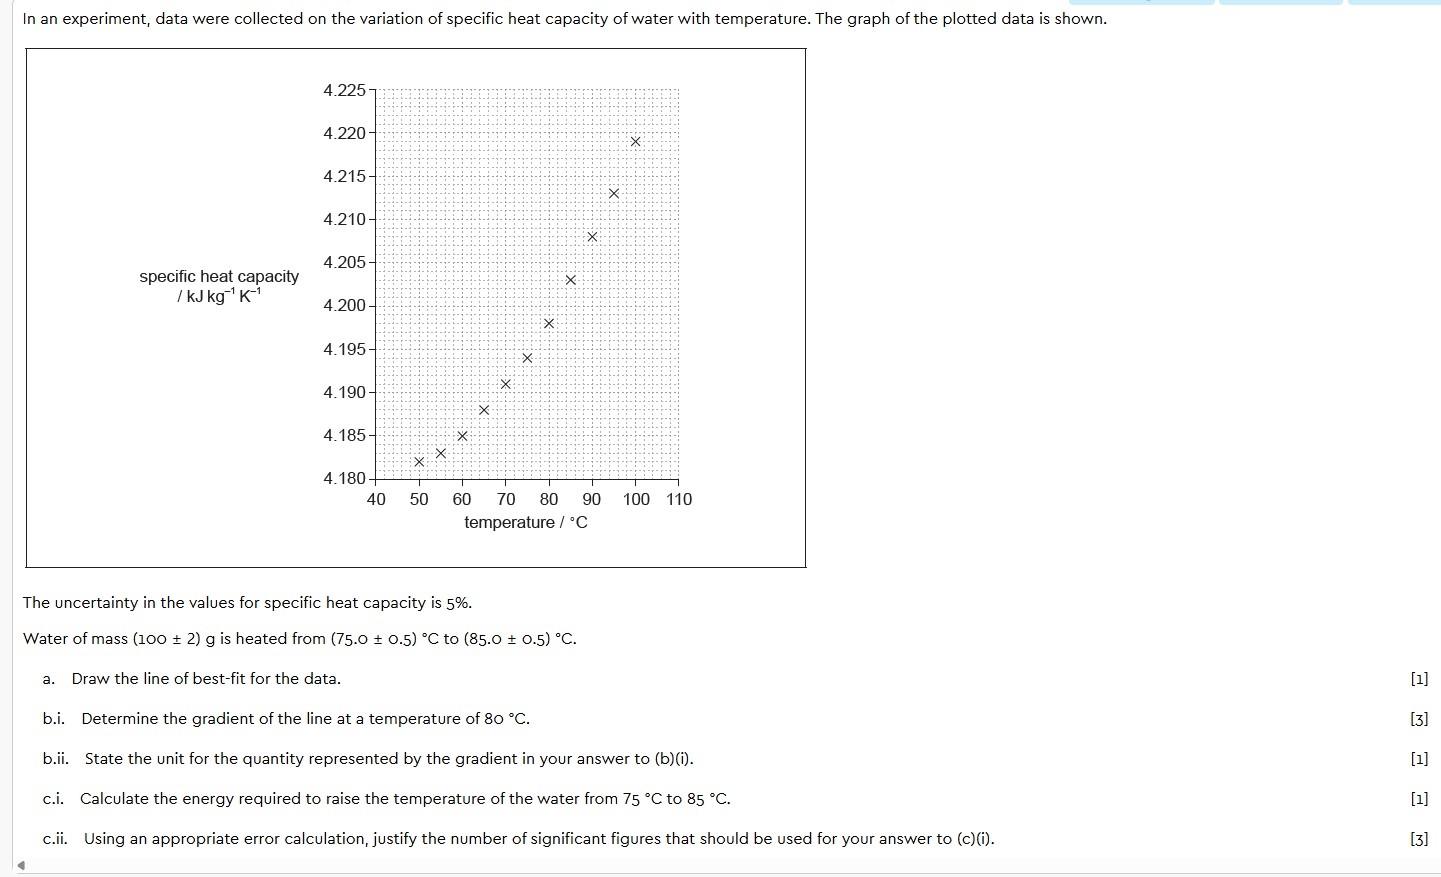 In an experiment, data were collected on the variation of specific heat capacity of water with temperature. The graph of the plotted data is shown.
4.225
4.220
4.215
4.210
4.205
specific heat capacity
/ kJ kg⁻¹ K⁻¹
4.200
4.195
4.190
4.185
4.180
40 50 60 70 80 90 100 110
temperature / °C
The uncertainty in the values for specific heat capacity is 5%.
Water of mass (100 ± 2) g is heated from (75.0 ± 0.5) °C to (85.0 ± 0.5) °C.
a. Draw the line of best-fit for the data. [1]
b.i. Determine the gradient of the line at a temperature of 80 °C. [3]
b.ii. State the unit for the quantity represented by the gradient in your answer to (b)(i). [1]
c.i. Calculate the energy required to raise the temperature of the water from 75 °C to 85 °C. [1]
c.ii. Using an appropriate error calculation, justify the number of significant figures that should be used for your answer to (c)(i). [3]